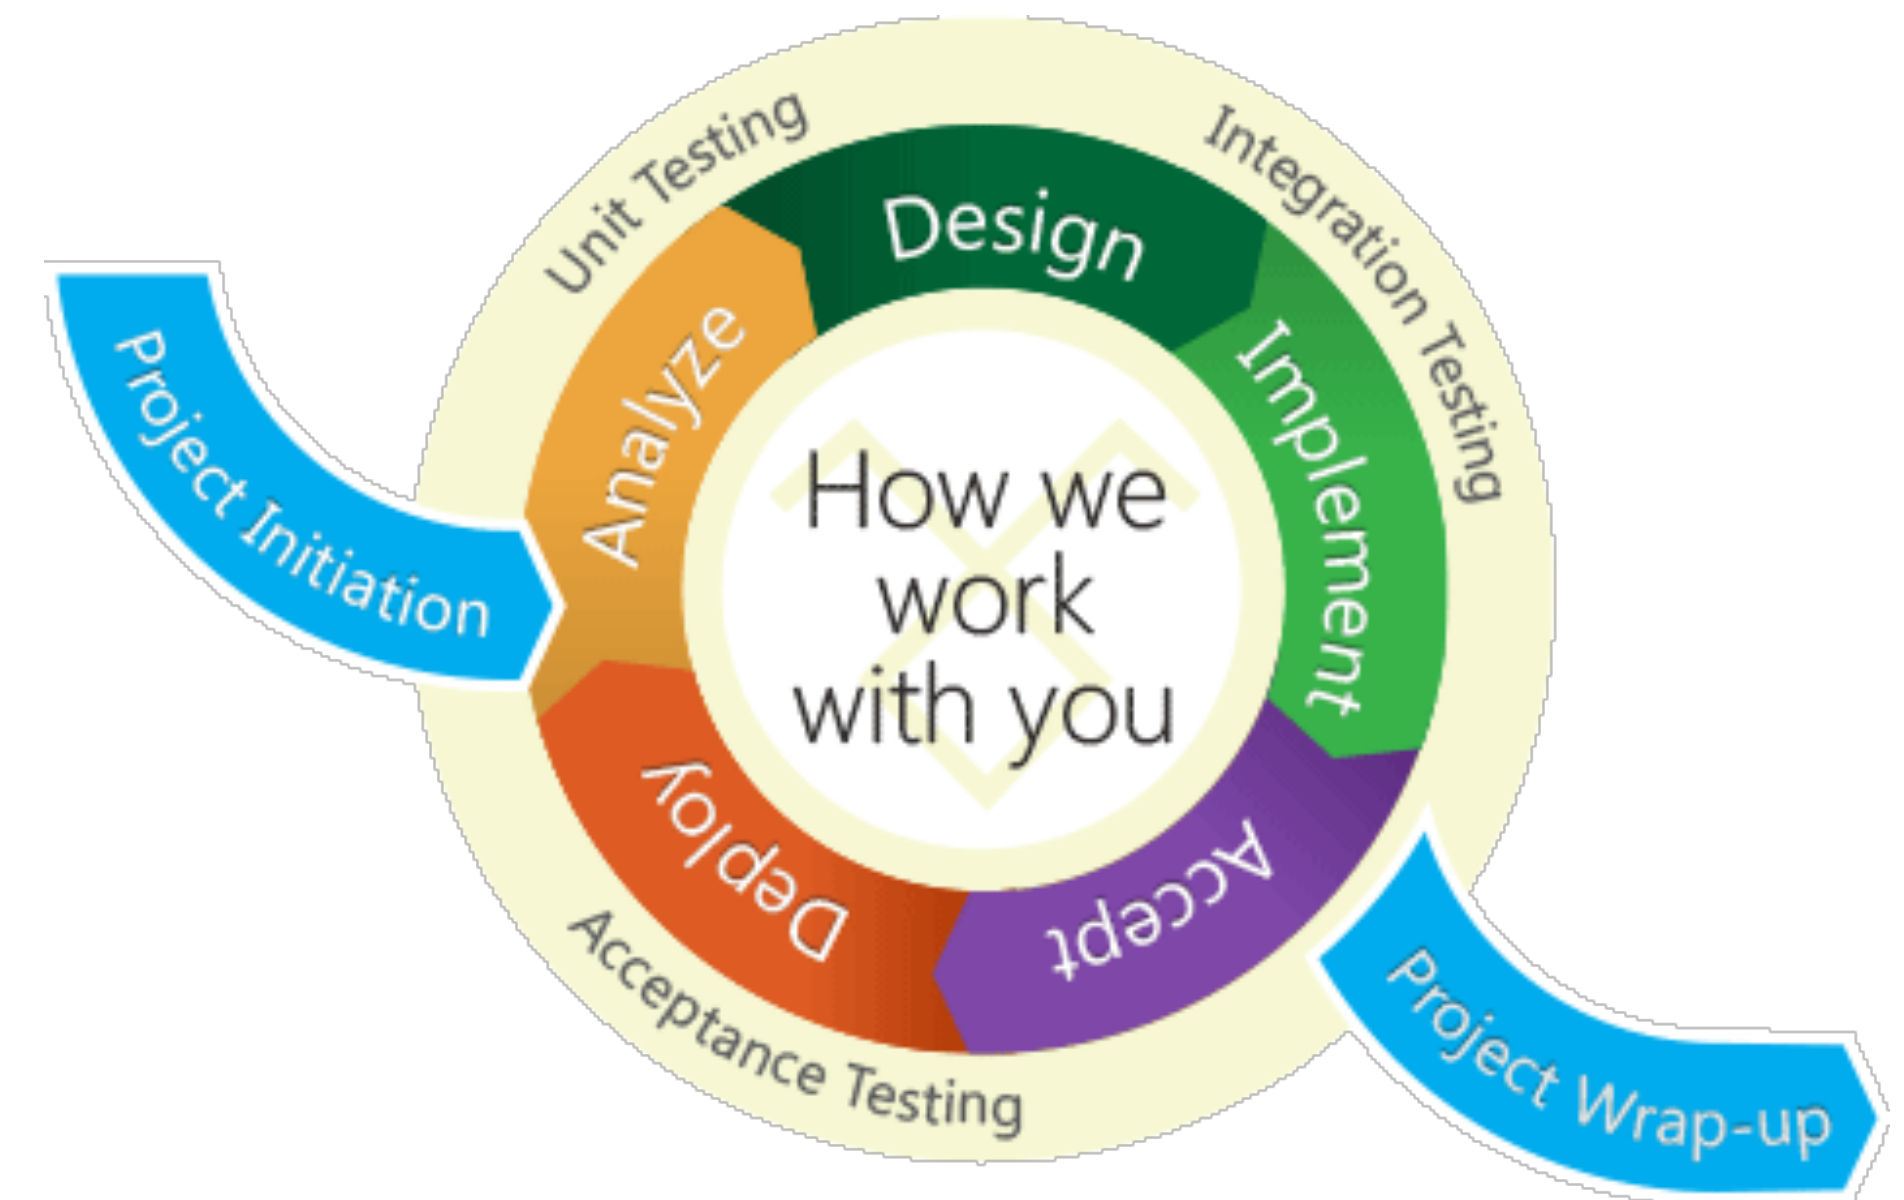 Project Initiation
Unit Testing
Integration Testing
Analyze
Design
Implement
Accept
Deploy
How we
work
with you
Acceptance Testing
Project Wrap-up